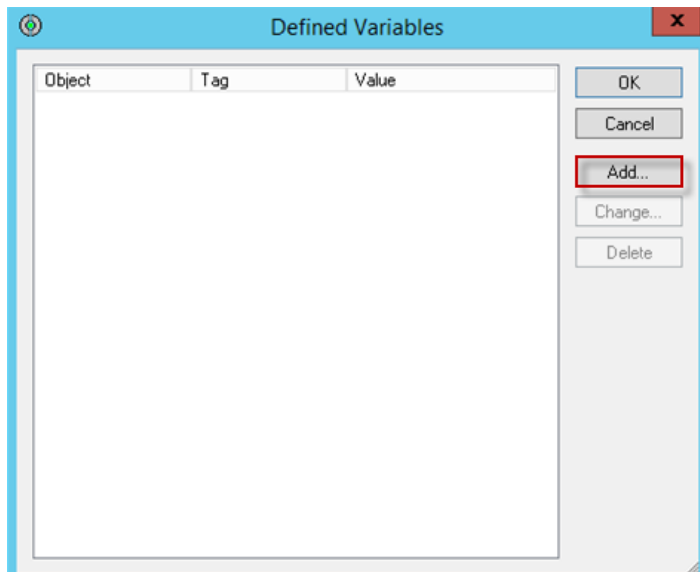 Defined Variables
x
Object Tag Value
OK
Cancel
Add...
Change...
Delete